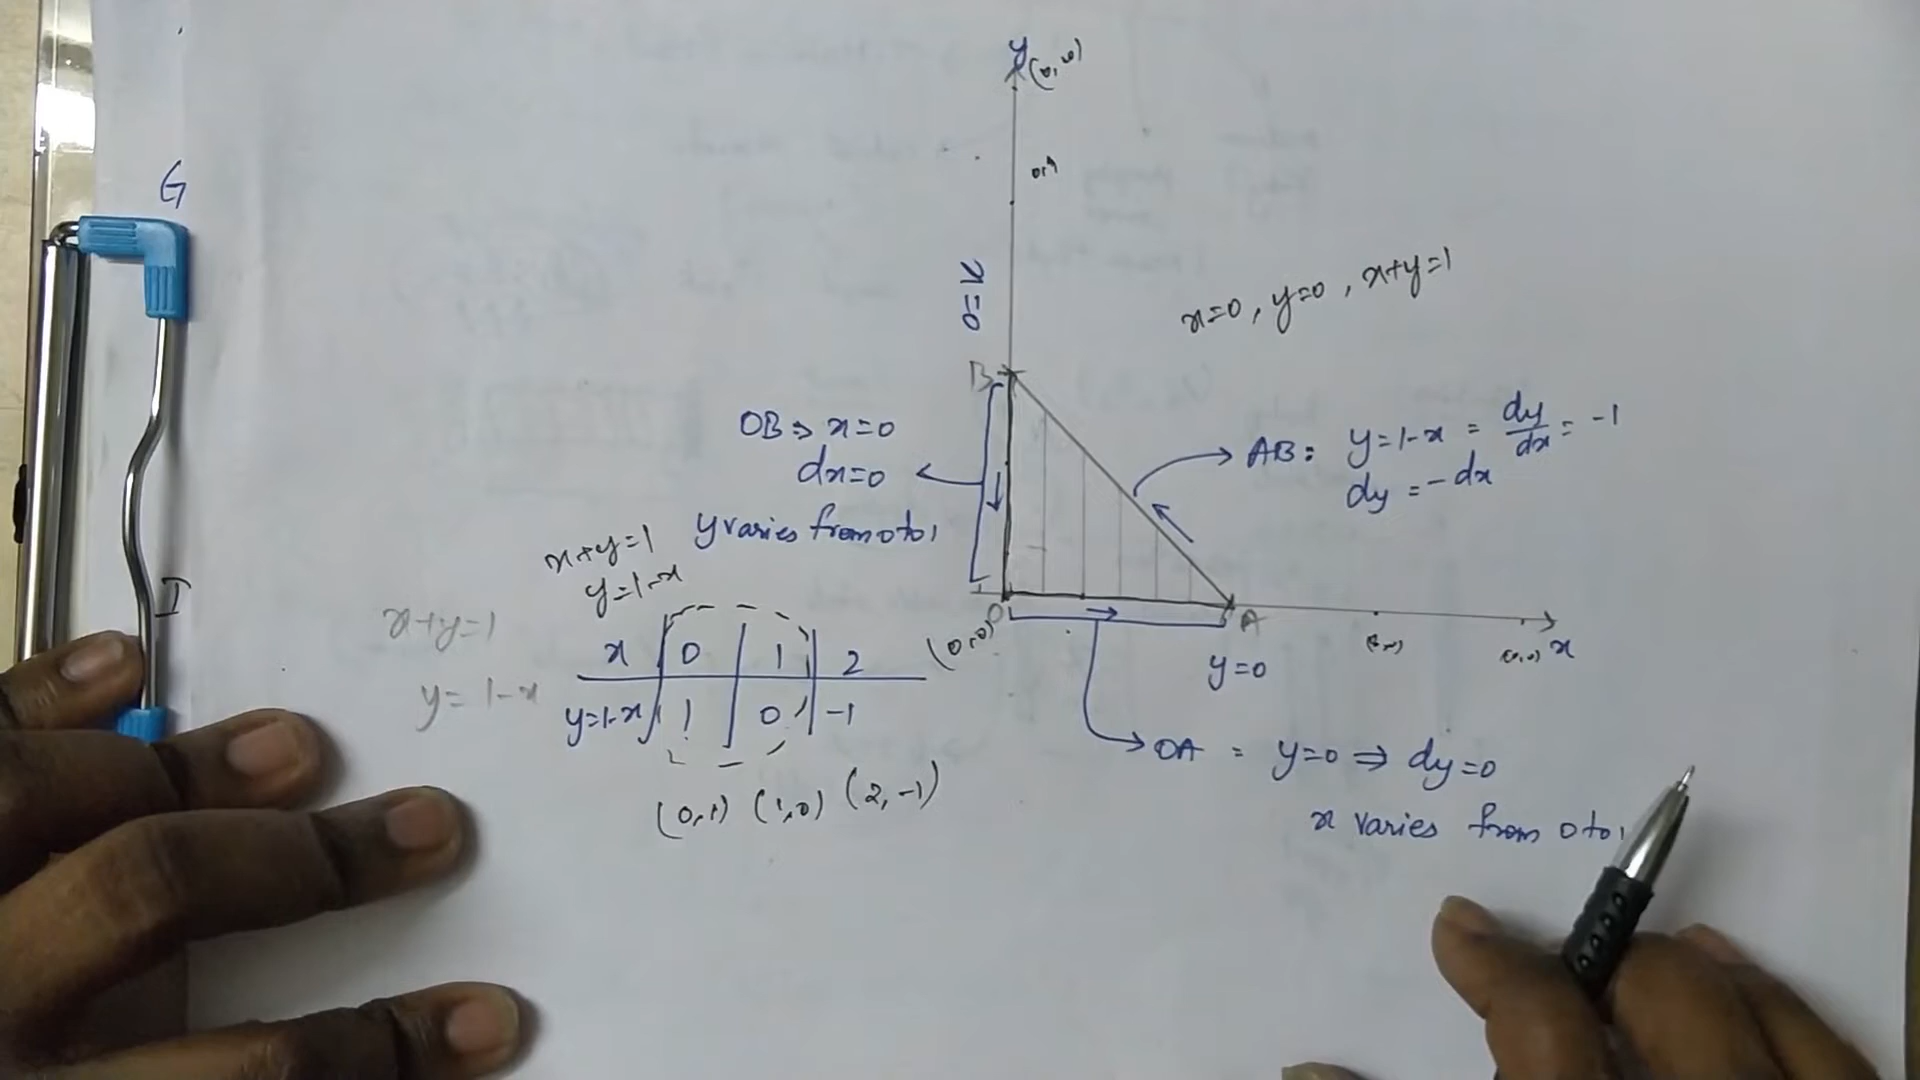 G
I
y
x=0
x=0, y=0, x+y=1
B
OB ⇒ x=0
dx=0
y varies from 0 to 1
AB: y=1-x = dy/dx = -1
dy = -dx
x+y=1
y=1-x
x+y=1
y= 1-x
x | 0 | 1 | 2
y=1-x | 1 | 0 | -1
(0,1) (1,0) (2,-1)
O
(0,0)
A
x
y=0
OA = y=0 ⇒ dy=0
x varies from 0 to 1